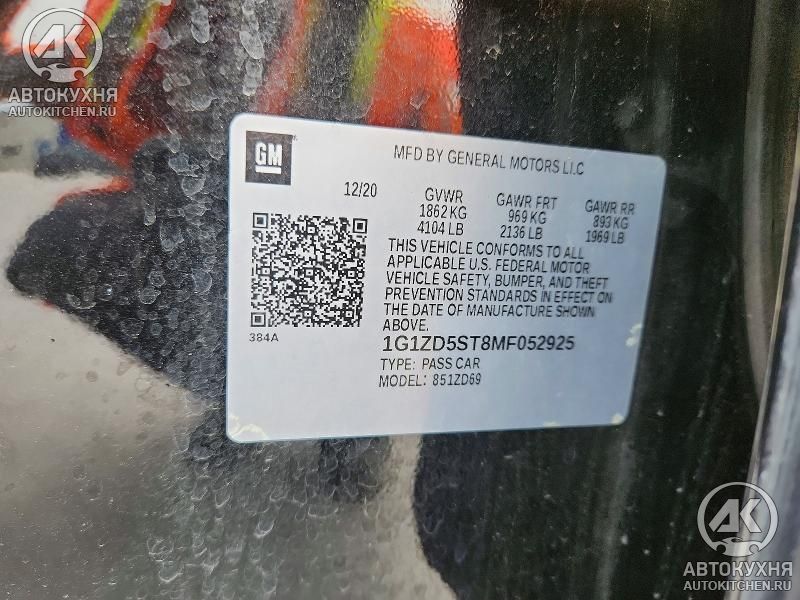 AK
АВТОКУХНЯ
AUTOKITCHEN.RU
GM
MFD BY GENERAL MOTORS LLC
12/20
GVWR GAWR FRT GAWR RR
1862 KG 969 KG 893 KG
4104 LB 2136 LB 1969 LB
THIS VEHICLE CONFORMS TO ALL
APPLICABLE U.S. FEDERAL MOTOR
VEHICLE SAFETY, BUMPER, AND THEFT
PREVENTION STANDARDS IN EFFECT ON
THE DATE OF MANUFACTURE SHOWN
ABOVE.
384A
1G1ZD5ST8MF052925
TYPE: PASS CAR
MODEL: 851ZD69
AK
АВТОКУХНЯ
AUTOKITCHEN.RU